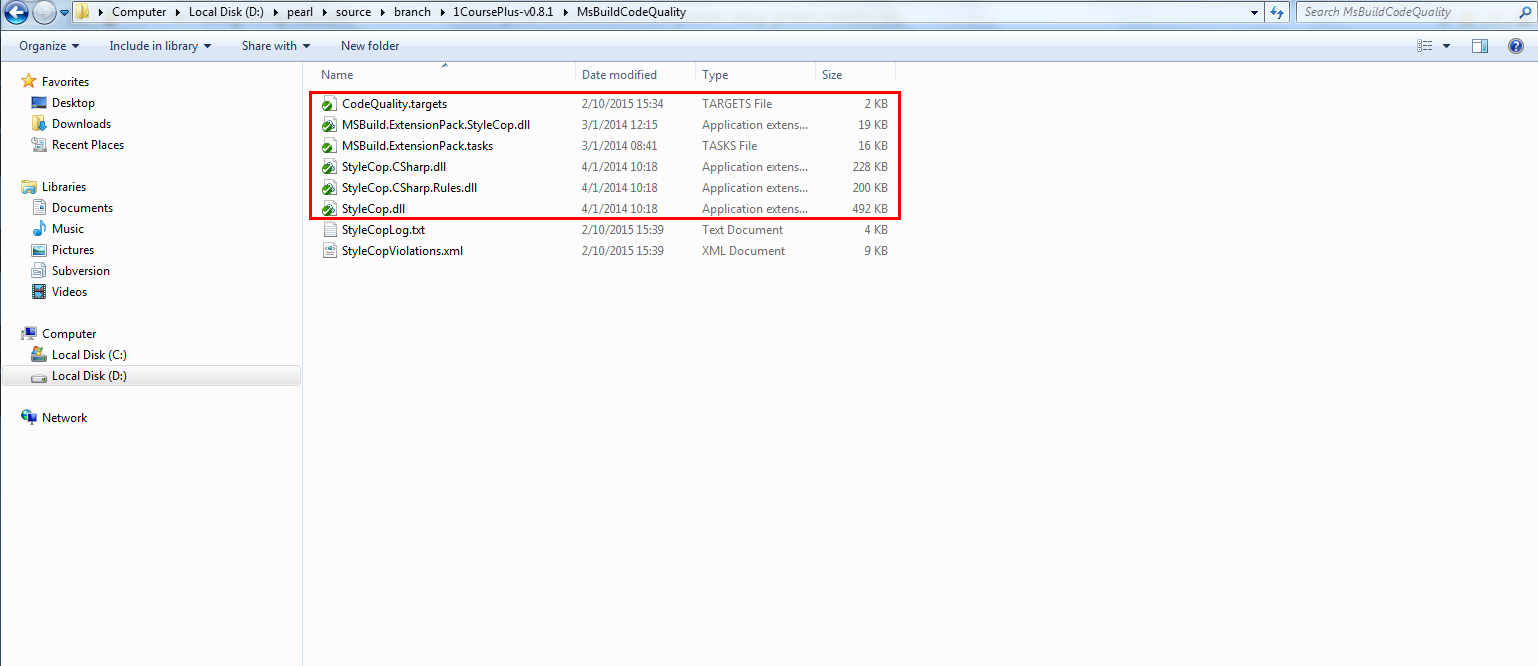 Computer Local Disk (D:) pearl source branch 1CoursePlus-v0.8.1 MsBuildCodeQuality Search MsBuildCodeQuality
Organize Include in library Share with New folder
Favorites
Desktop
Downloads
Recent Places
Libraries
Documents
Music
Pictures
Subversion
Videos
Computer
Local Disk (C:)
Local Disk (D:)
Network
Name Date modified Type Size
CodeQuality.targets 2/10/2015 15:34 TARGETS File 2 KB
MSBuild.ExtensionPack.StyleCop.dll 3/1/2014 12:15 Application extens... 19 KB
MSBuild.ExtensionPack.tasks 3/1/2014 08:41 TASKS File 16 KB
StyleCop.CSharp.dll 4/1/2014 10:18 Application extens... 228 KB
StyleCop.CSharp.Rules.dll 4/1/2014 10:18 Application extens... 200 KB
StyleCop.dll 4/1/2014 10:18 Application extens... 492 KB
StyleCopLog.txt 2/10/2015 15:39 Text Document 4 KB
StyleCopViolations.xml 2/10/2015 15:39 XML Document 9 KB